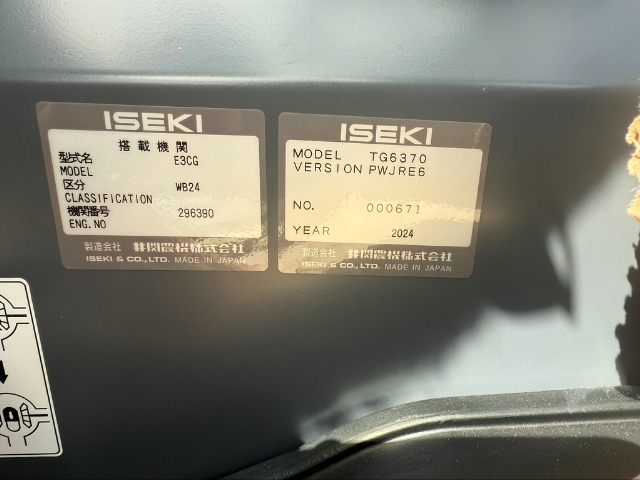 ISEKI
搭載機関
型式名 E3CG
MODEL
区分 WB24
CLASSIFICATION
機関番号 296390
ENG.NO
製造会社 井関農機株式会社
ISEKI & CO., LTD. MADE IN JAPAN
ISEKI
MODEL TG6370
VERSION PWJRE6
NO. 000671
YEAR 2024
製造会社 井関農機株式会社
ISEKI & CO., LTD. MADE IN JAPAN